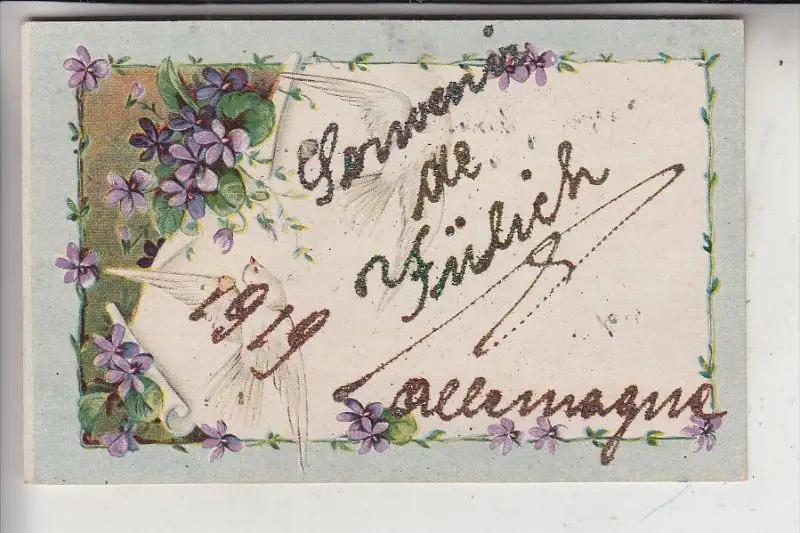 Souvenir
de
Jülich
1919
Allemagne